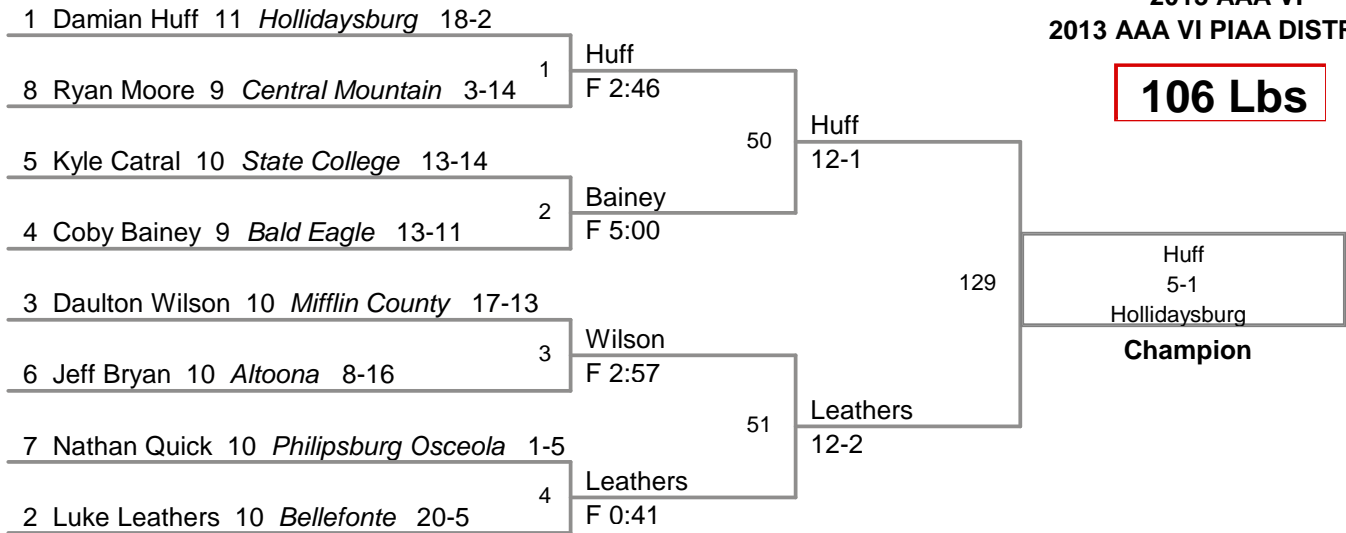 2013 AAA VI
2013 AAA VI PIAA
106 Lbs
1 Damian Huff 11 Hollidaysburg 18-2
8 Ryan Moore 9 Central Mountain 3-14
5 Kyle Catral 10 State College 13-14
4 Coby Bainey 9 Bald Eagle 13-11
3 Daulton Wilson 10 Mifflin County 17-13
6 Jeff Bryan 10 Altoona 8-16
7 Nathan Quick 10 Philipsburg Osceola 1-5
2 Luke Leathers 10 Bellefonte 20-5
1
Huff
F 2:46
2
Bainey
F 5:00
3
Wilson
F 2:57
4
Leathers
F 0:41
50
Huff
12-1
51
Leathers
12-2
129
Huff
5-1
Hollidaysburg
Champion